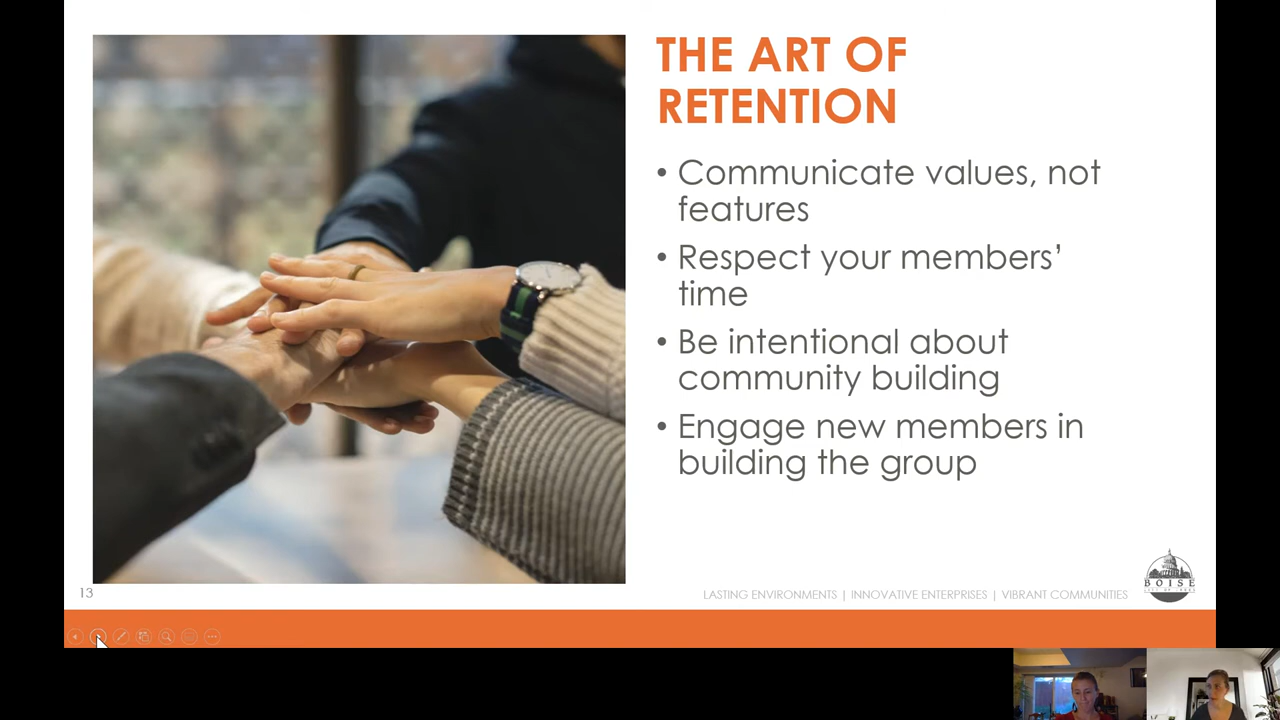 THE ART OF
RETENTION
• Communicate values, not
features
• Respect your members'
time
• Be intentional about
community building
• Engage new members in
building the group
13
LASTING ENVIRONMENTS | INNOVATIVE ENTERPRISES | VIBRANT COMMUNITIES
BOISE